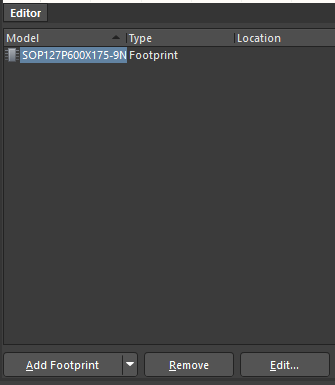 Editor
Model Type Location
SOP127P600X175-9N Footprint
Add Footprint Remove Edit...